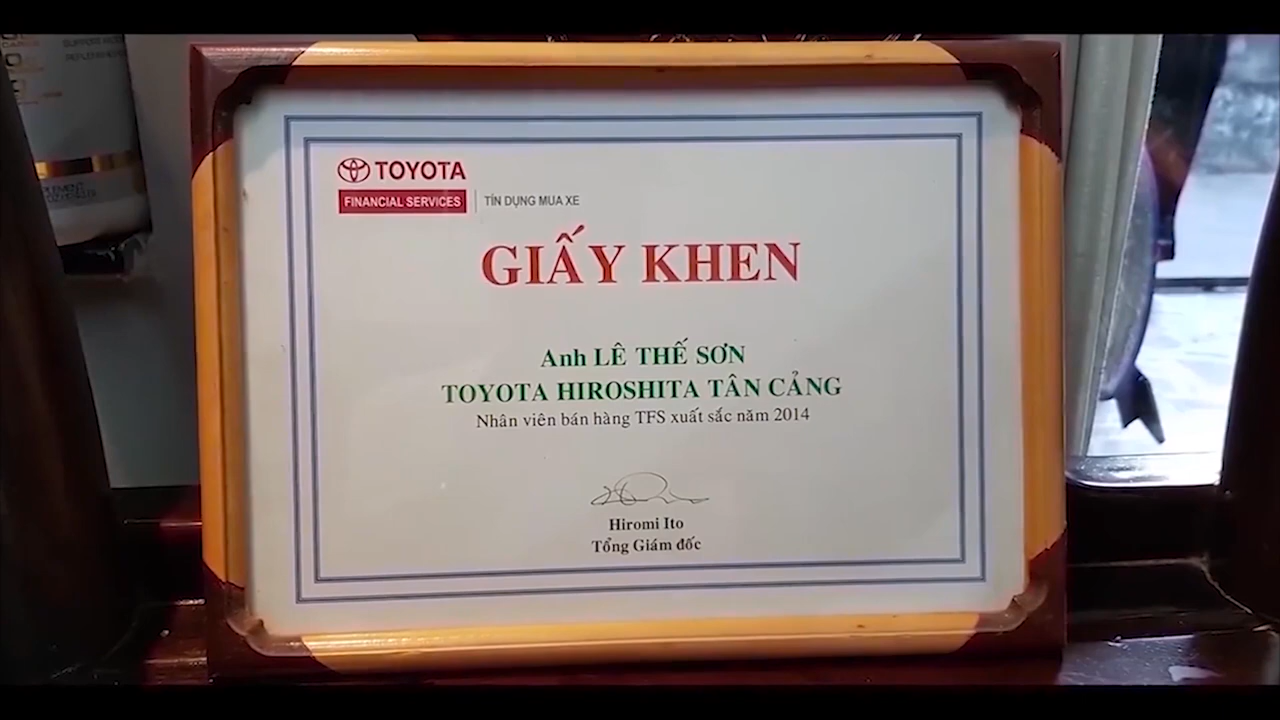 TOYOTA
FINANCIAL SERVICES | TÍN DỤNG MUA XE
GIẤY KHEN
Anh LÊ THẾ SƠN
TOYOTA HIROSHITA TÂN CẢNG
Nhân viên bán hàng TFS xuất sắc năm 2014
Hiromi Ito
Tổng Giám đốc